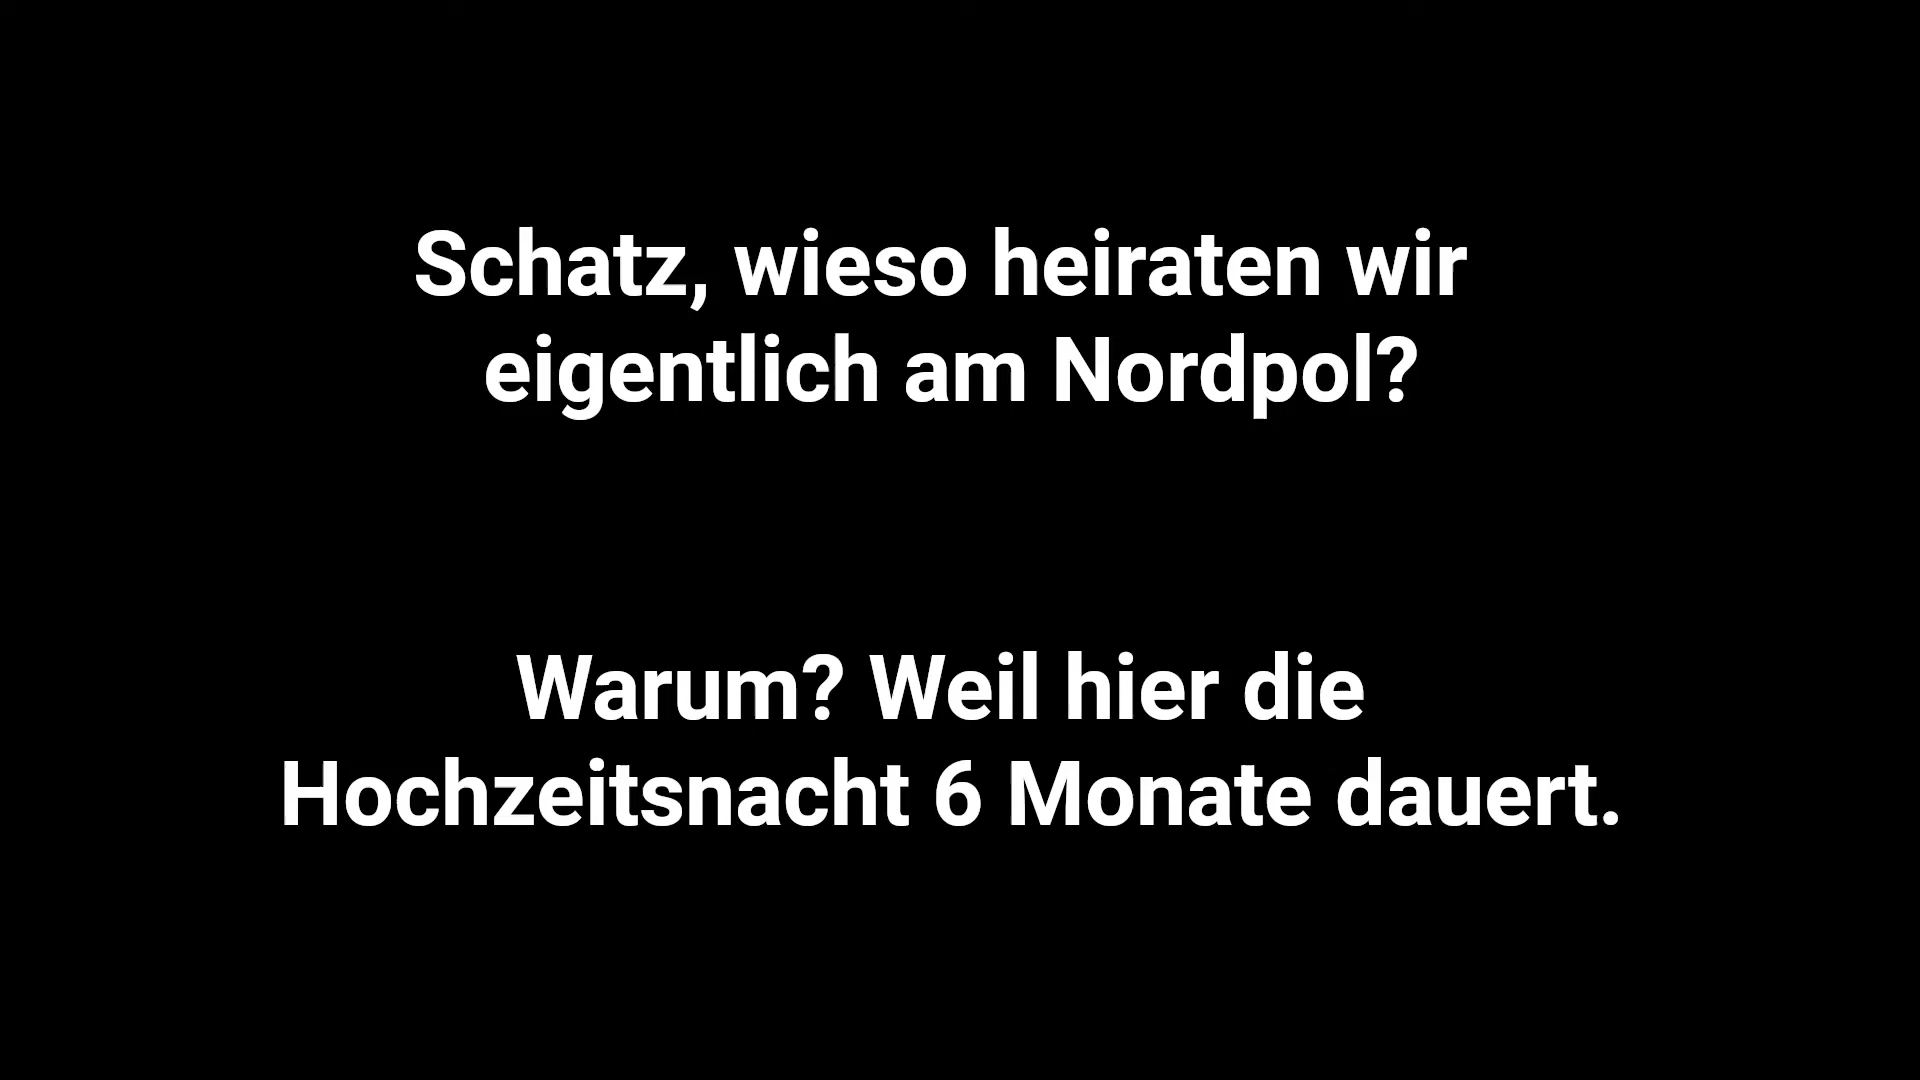 Schatz, wieso heiraten wir
eigentlich am Nordpol?
Warum? Weil hier die
Hochzeitsnacht 6 Monate dauert.